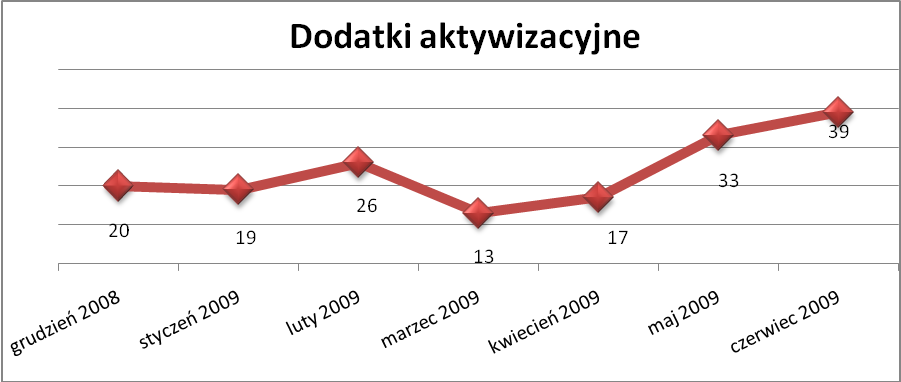 Dodatki aktywizacyjne
20
19
26
13
17
33
39
grudzień 2008
styczeń 2009
luty 2009
marzec 2009
kwiecień 2009
maj 2009
czerwiec 2009